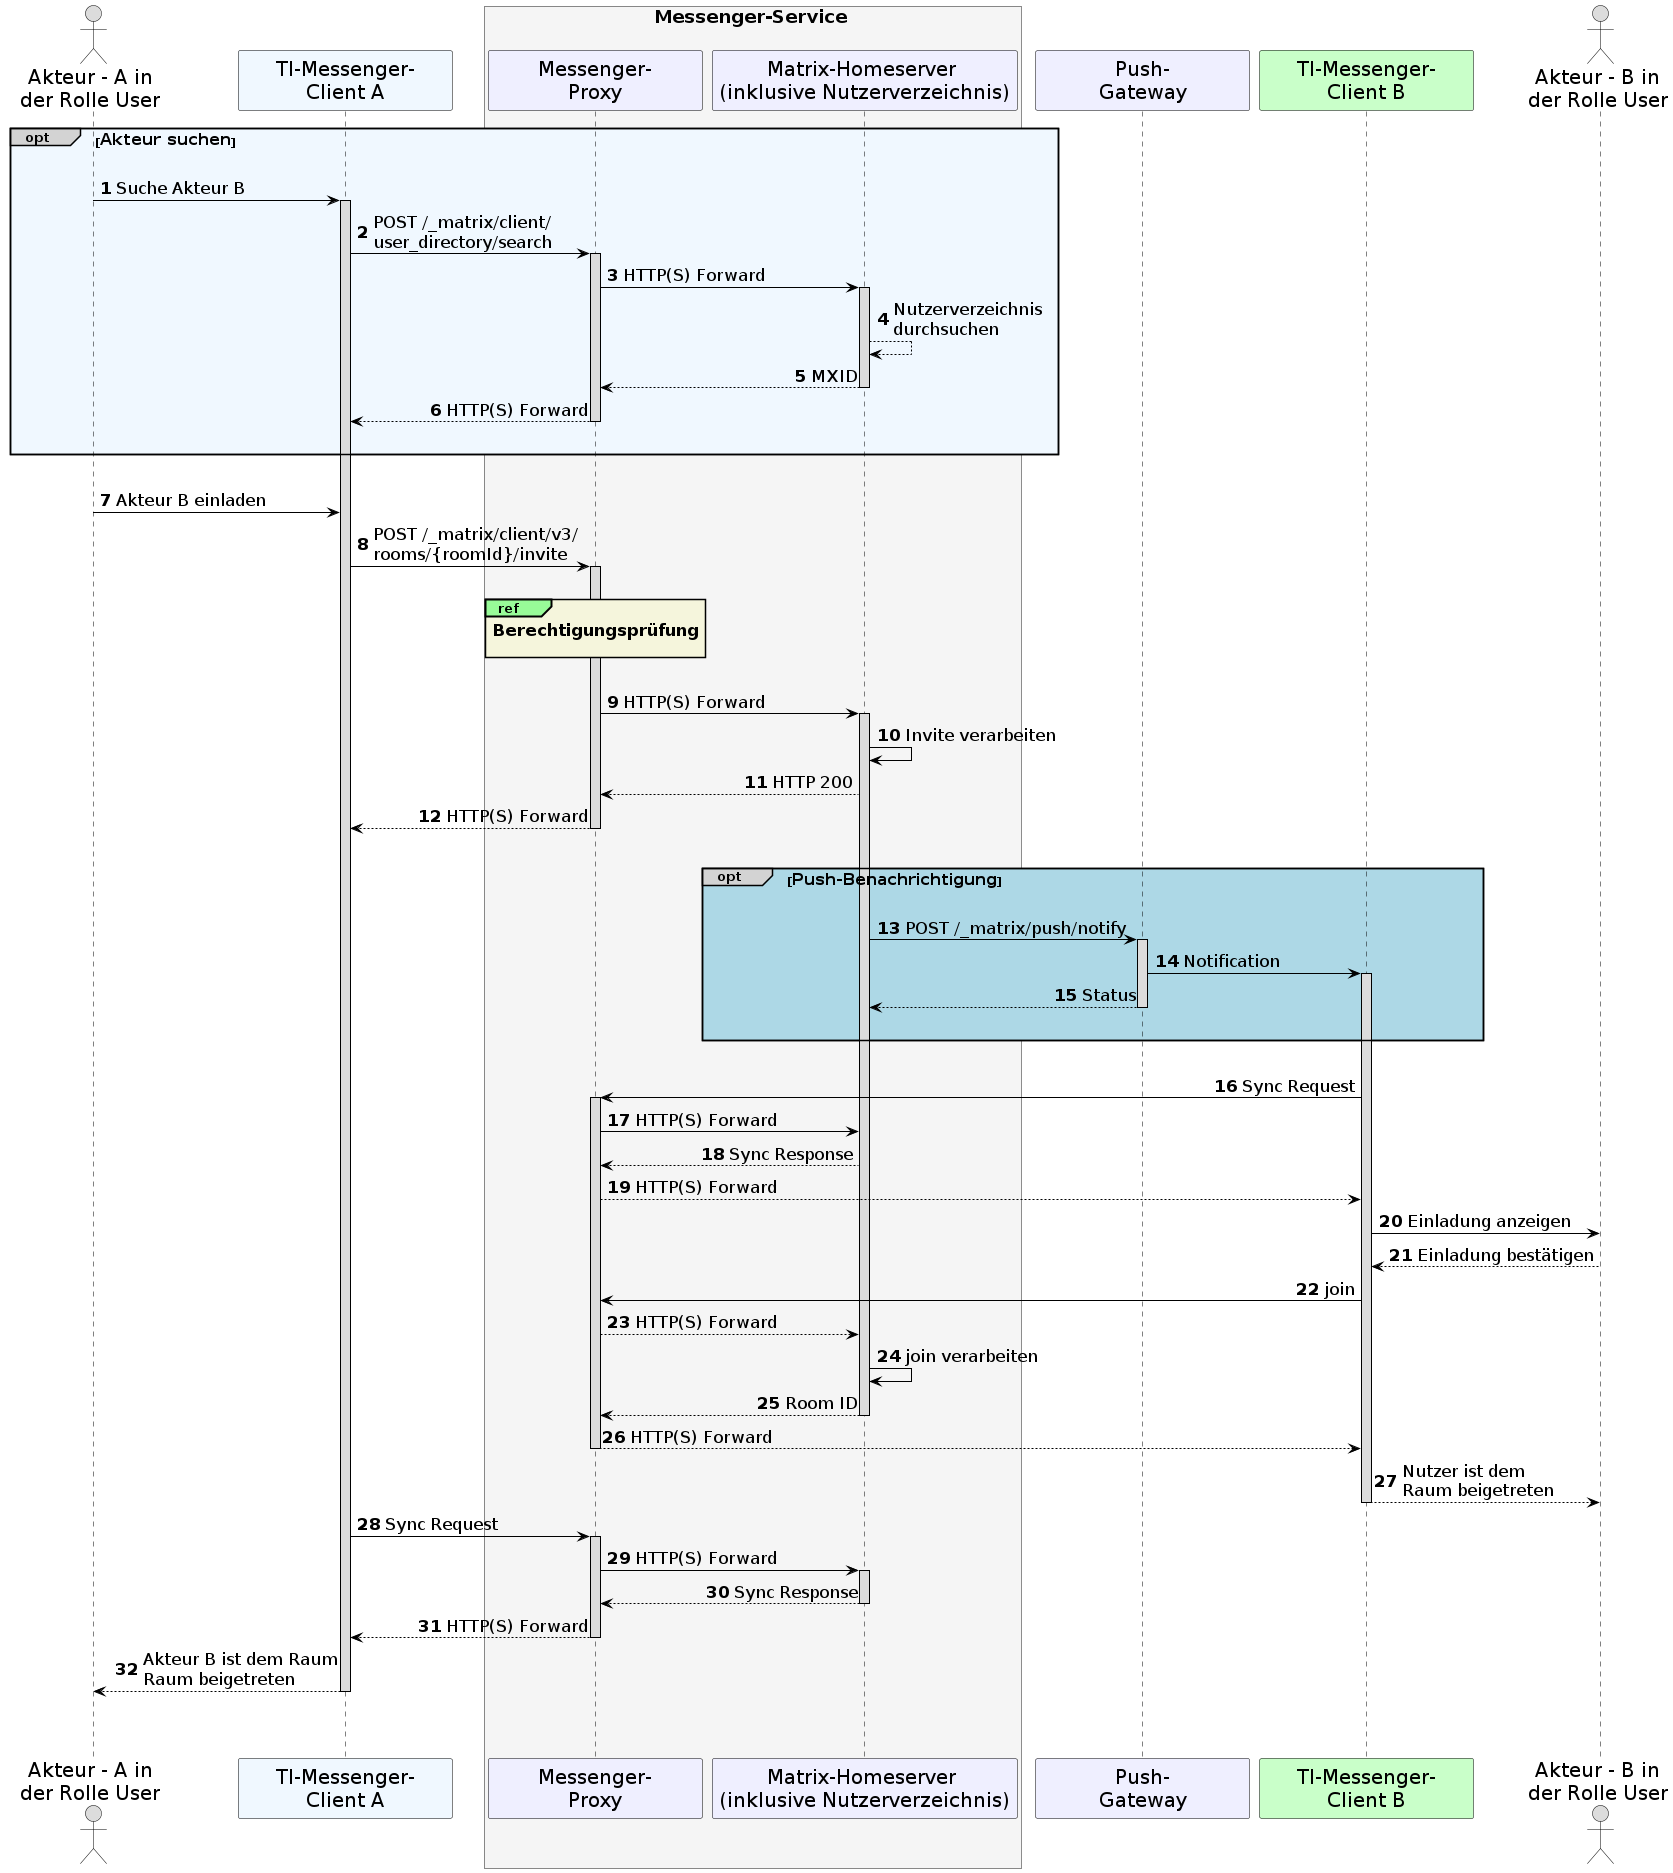 Messenger-Service
Akteur - A in
der Rolle User
TI-Messenger-
Client A
Messenger-
Proxy
Matrix-Homeserver
(inklusive Nutzerverzeichnis)
Push-
Gateway
TI-Messenger-
Client B
Akteur - B in
der Rolle User
opt [Akteur suchen]
1 Suche Akteur B
2 POST /_matrix/client/
user_directory/search
3 HTTP(S) Forward
4 Nutzerverzeichnis
durchsuchen
5 MXID
6 HTTP(S) Forward
7 Akteur B einladen
8 POST /_matrix/client/v3/
rooms/{roomId}/invite
ref
Berechtigungsprüfung
9 HTTP(S) Forward
10 Invite verarbeiten
11 HTTP 200
12 HTTP(S) Forward
opt [Push-Benachrichtigung]
13 POST /_matrix/push/notify
14 Notification
15 Status
16 Sync Request
17 HTTP(S) Forward
18 Sync Response
19 HTTP(S) Forward
20 Einladung anzeigen
21 Einladung bestätigen
22 join
23 HTTP(S) Forward
24 join verarbeiten
25 Room ID
26 HTTP(S) Forward
27 Nutzer ist dem
Raum beigetreten
28 Sync Request
29 HTTP(S) Forward
30 Sync Response
31 HTTP(S) Forward
32 Akteur B ist dem Raum
Raum beigetreten
Akteur - A in
der Rolle User
TI-Messenger-
Client A
Messenger-
Proxy
Matrix-Homeserver
(inklusive Nutzerverzeichnis)
Push-
Gateway
TI-Messenger-
Client B
Akteur - B in
der Rolle User